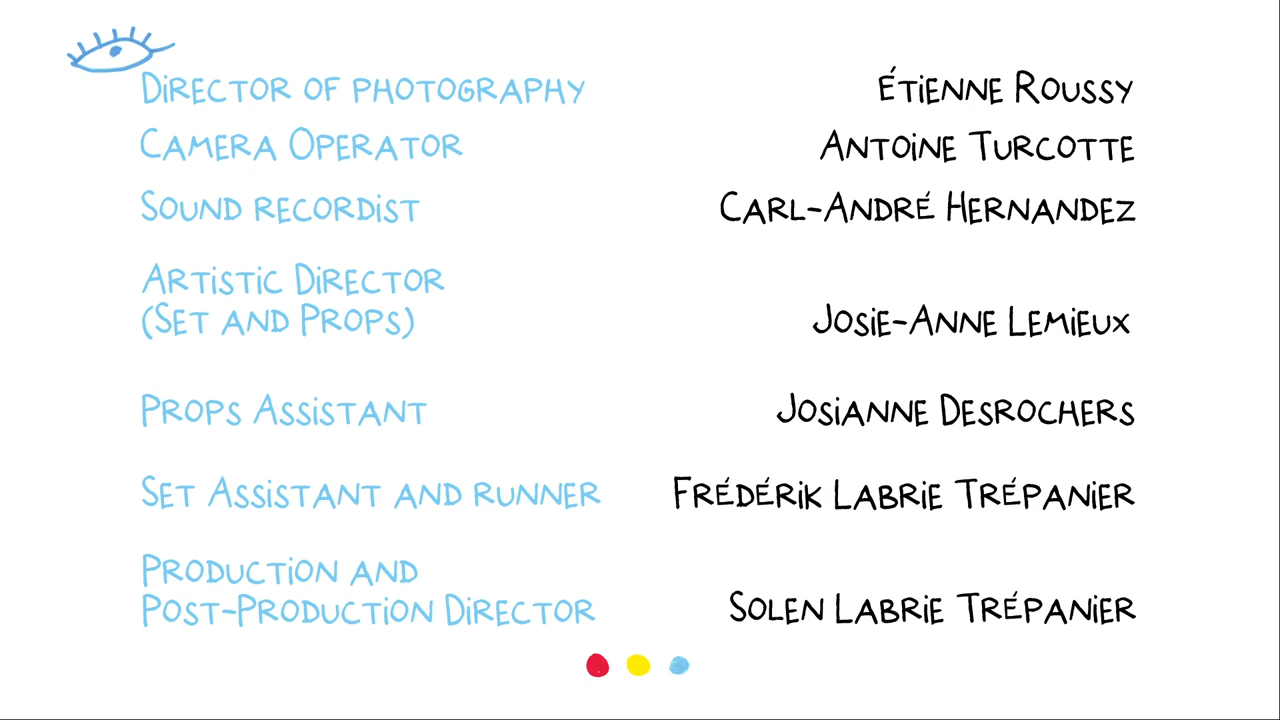 DiRECTOR OF PHOTOGRAPHY ÉTiENNE ROUSSY
CAMERA OPERATOR ANTOiNE TURCOTTE
SOUND RECORDiST CARL-ANDRÉ HERNANDEZ
ARTiSTiC DiRECTOR
(SET AND PROPS) JOSiE-ANNE LEMiEUX
PROPS ASSiSTANT JOSiANNE DESROCHERS
SET ASSiSTANT AND RUNNER FRÉDÉRiK LABRiE TRÉPANiER
PRODUCTiON AND
POST-PRODUCTiON DiRECTOR SOLEN LABRiE TRÉPANiER